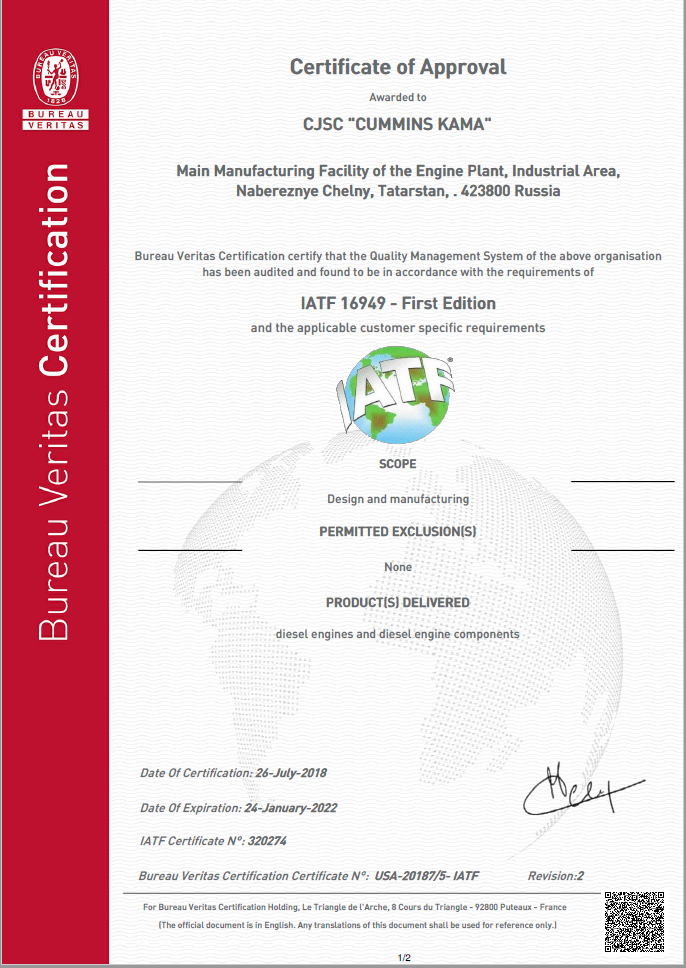 BUREAU VERITAS
1828
BUREAU
VERITAS
Bureau Veritas Certification
Certificate of Approval
Awarded to
CJSC "CUMMINS KAMA"
Main Manufacturing Facility of the Engine Plant, Industrial Area,
Nabereznye Chelny, Tatarstan, . 423800 Russia
Bureau Veritas Certification certify that the Quality Management System of the above organisation
has been audited and found to be in accordance with the requirements of
IATF 16949 - First Edition
and the applicable customer specific requirements
IATF®
SCOPE
Design and manufacturing
PERMITTED EXCLUSION(S)
None
PRODUCT(S) DELIVERED
diesel engines and diesel engine components
Date Of Certification: 26-July-2018
Date Of Expiration: 24-January-2022
IATF Certificate N°: 320274
Bureau Veritas Certification Certificate N°: USA-20187/5- IATF Revision:2
For Bureau Veritas Certification Holding, Le Triangle de l'Arche, 8 Cours du Triangle - 92800 Puteaux - France
(The official document is in English. Any translations of this document shall be used for reference only.)
1/2